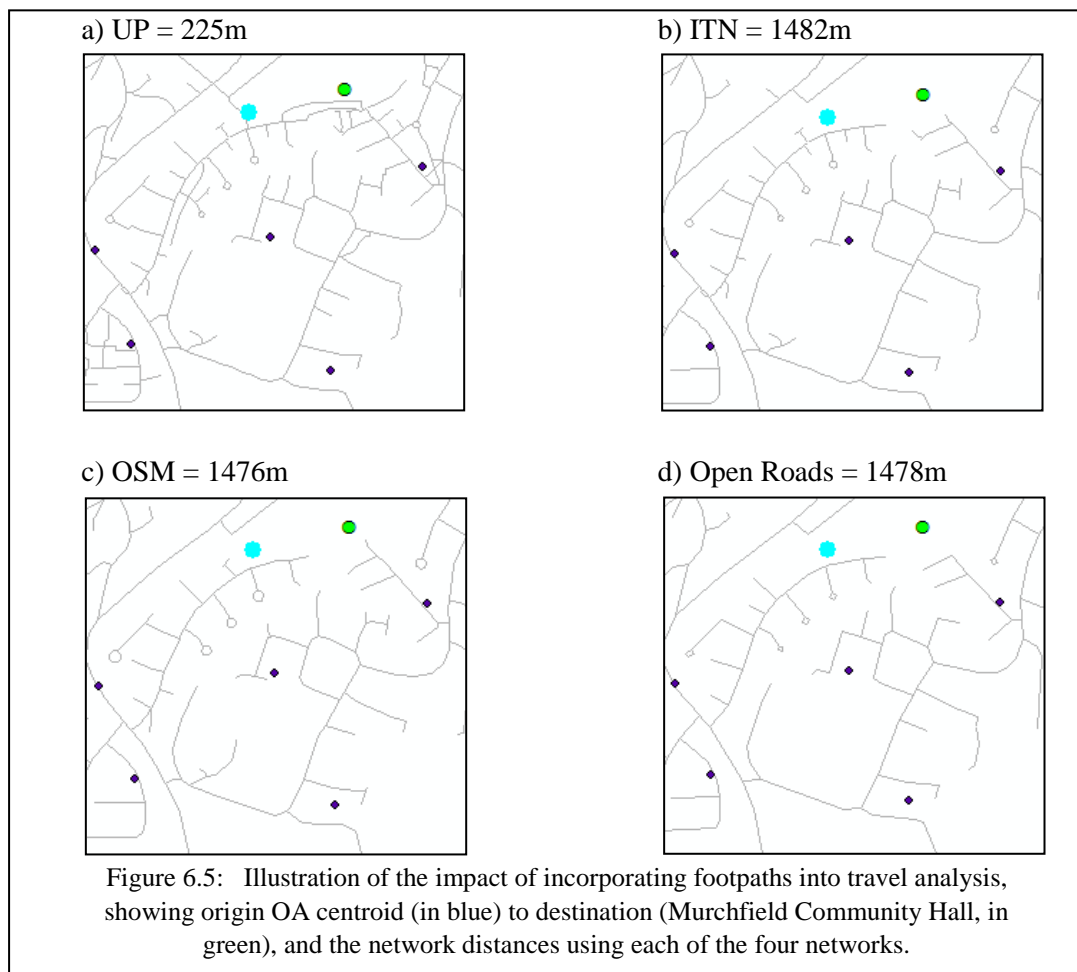 a) UP = 225m
b) ITN = 1482m
c) OSM = 1476m
d) Open Roads = 1478m
Figure 6.5: Illustration of the impact of incorporating footpaths into travel analysis,
showing origin OA centroid (in blue) to destination (Murchfield Community Hall, in
green), and the network distances using each of the four networks.